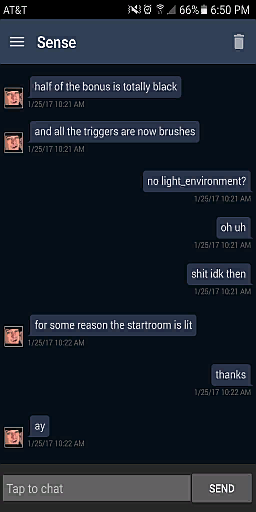 AT&T 66% 6:50 PM
Sense
half of the bonus is totally black
1/25/17 10:21 AM
and all the triggers are now brushes
1/25/17 10:21 AM
no light_environment?
1/25/17 10:21 AM
oh uh
1/25/17 10:21 AM
shit idk then
1/25/17 10:21 AM
for some reason the startroom is lit
1/25/17 10:22 AM
thanks
1/25/17 10:22 AM
ay
1/25/17 10:22 AM
Tap to chat
SEND